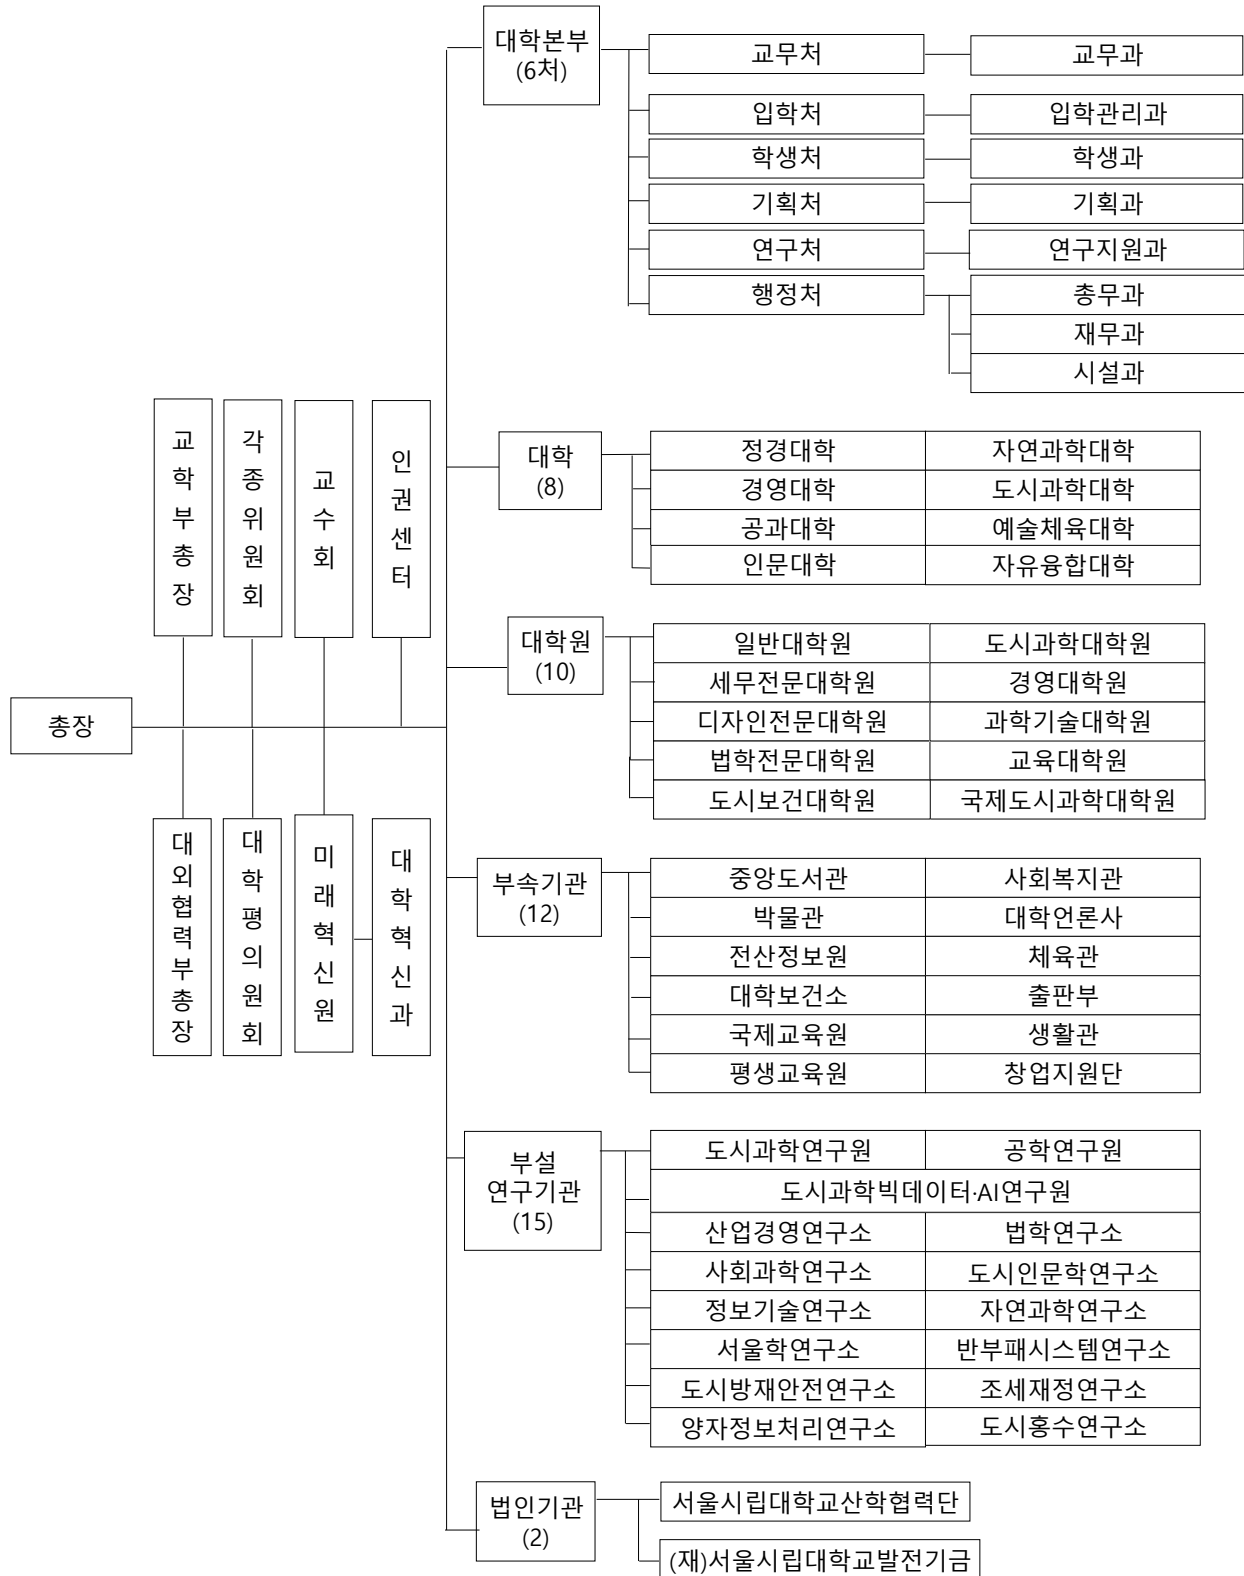 대학본부
(6처)
교무처
교무과
입학처
입학관리과
학생처
학생과
기획처
기획과
연구처
연구지원과
행정처
총무과
재무과
시설과
교학부총장
각종위원회
교수회
인권센터
대학
(8)
정경대학
자연과학대학
경영대학
도시과학대학
공과대학
예술체육대학
인문대학
자유융합대학
대학원
(10)
일반대학원
도시과학대학원
세무전문대학원
경영대학원
디자인전문대학원
과학기술대학원
법학전문대학원
교육대학원
도시보건대학원
국제도시과학대학원
총장
대외협력부총장
대학평의원회
미래혁신원
대학혁신과
부속기관
(12)
중앙도서관
사회복지관
박물관
대학언론사
전산정보원
체육관
대학보건소
출판부
국제교육원
생활관
평생교육원
창업지원단
부설
연구기관
(15)
도시과학연구원
공학연구원
도시과학빅데이터·AI연구원
산업경영연구소
법학연구소
사회과학연구소
도시인문학연구소
정보기술연구소
자연과학연구소
서울학연구소
반부패시스템연구소
도시방재안전연구소
조세재정연구소
양자정보처리연구소
도시홍수연구소
법인기관
(2)
서울시립대학교산학협력단
(재)서울시립대학교발전기금